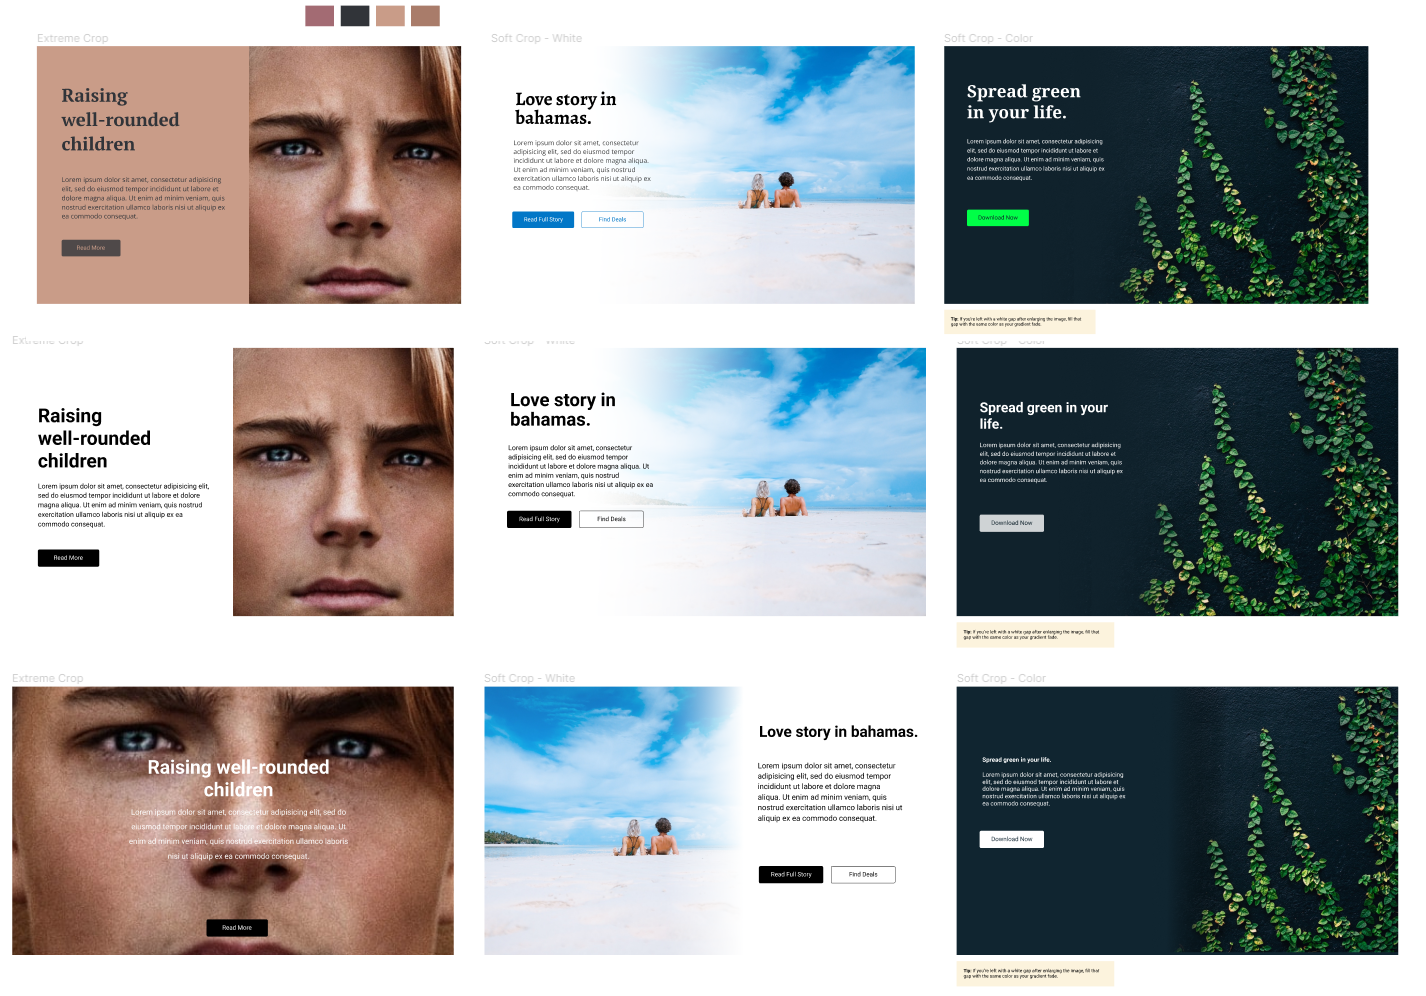 Extreme Crop
Raising
well-rounded
children
Lorem ipsum dolor sit amet, consectetur adipisicing
elit, sed do eiusmod tempor incididunt ut labore et
dolore magna aliqua. Ut enim ad minim veniam, quis
nostrud exercitation ullamco laboris nisi ut aliquip ex
ea commodo consequat.
Read More
Soft Crop - White
Love story in
bahamas.
Lorem ipsum dolor sit amet, consectetur
adipisicing elit, sed do eiusmod tempor
incididunt ut labore et dolore magna aliqua.
Ut enim ad minim veniam, quis nostrud
exercitation ullamco laboris nisi ut aliquip ex
ea commodo consequat.
Read Full Story
Find Deals
Soft Crop - Color
Spread green
in your life.
Lorem ipsum dolor sit amet, consectetur adipisicing
elit, sed do eiusmod tempor incididunt ut labore et
dolore magna aliqua. Ut enim ad minim veniam, quis
nostrud exercitation ullamco laboris nisi ut aliquip ex
ea commodo consequat.
Download Now
Tip: If you're left with a white gap after enlarging the image, fill that
gap with the same color as your gradient fade.
Extreme Crop
Raising
well-rounded
children
Lorem ipsum dolor sit amet, consectetur adipisicing elit,
sed do eiusmod tempor incididunt ut labore et dolore
magna aliqua. Ut enim ad minim veniam, quis nostrud
exercitation ullamco laboris nisi ut aliquip ex ea
commodo consequat.
Read More
Soft Crop - White
Love story in
bahamas.
Lorem ipsum dolor sit amet, consectetur
adipisicing elit, sed do eiusmod tempor
incididunt ut labore et dolore magna aliqua. Ut
enim ad minim veniam, quis nostrud
exercitation ullamco laboris nisi ut aliquip ex ea
commodo consequat.
Read Full Story
Find Deals
Soft Crop - Color
Spread green in your
life.
Lorem ipsum dolor sit amet, consectetur adipisicing
elit, sed do eiusmod tempor incididunt ut labore et
dolore magna aliqua. Ut enim ad minim veniam, quis
nostrud exercitation ullamco laboris nisi ut aliquip ex
ea commodo consequat.
Download Now
Tip: If you're left with a white gap after enlarging the image, fill that
gap with the same color as your gradient fade.
Extreme Crop
Raising well-rounded
children
Lorem ipsum dolor sit amet, consectetur adipisicing elit, sed do
eiusmod tempor incididunt ut labore et dolore magna aliqua. Ut
enim ad minim veniam, quis nostrud exercitation ullamco laboris
nisi ut aliquip ex ea commodo consequat.
Read More
Soft Crop - White
Love story in bahamas.
Lorem ipsum dolor sit amet, consectetur
adipisicing elit, sed do eiusmod tempor
incididunt ut labore et dolore magna
aliqua. Ut enim ad minim veniam, quis
nostrud exercitation ullamco laboris nisi ut
aliquip ex ea commodo consequat.
Read Full Story
Find Deals
Soft Crop - Color
Spread green in your life.
Lorem ipsum dolor sit amet, consectetur adipisicing
elit, sed do eiusmod tempor incididunt ut labore et
dolore magna aliqua. Ut enim ad minim veniam, quis
nostrud exercitation ullamco laboris nisi ut aliquip ex
ea commodo consequat.
Download Now
Tip: If you're left with a white gap after enlarging the image, fill that
gap with the same color as your gradient fade.